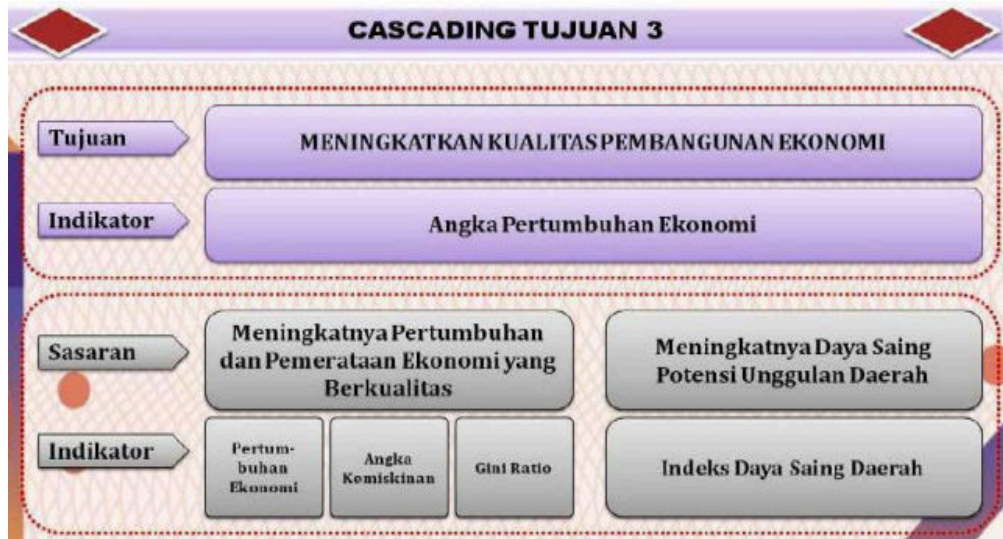 CASCADING TUJUAN 3
Tujuan
MENINGKATKAN KUALITAS PEMBANGUNAN EKONOMI
Indikator
Angka Pertumbuhan Ekonomi
Sasaran
Meningkatnya Pertumbuhan
dan Pemerataan Ekonomi yang
Berkualitas
Meningkatnya Daya Saing
Potensi Unggulan Daerah
Indikator
Pertum-
buhan
Ekonomi
Angka
Kemiskinan
Gini Ratio
Indeks Daya Saing Daerah